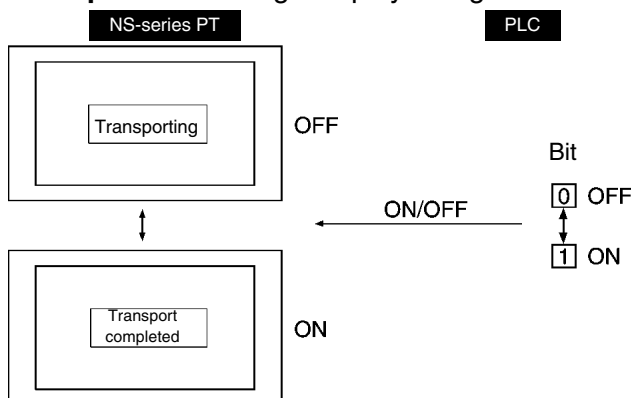 NS-series PT
PLC
Transporting
OFF
Bit
0 OFF
ON/OFF
1 ON
Transport
completed
ON